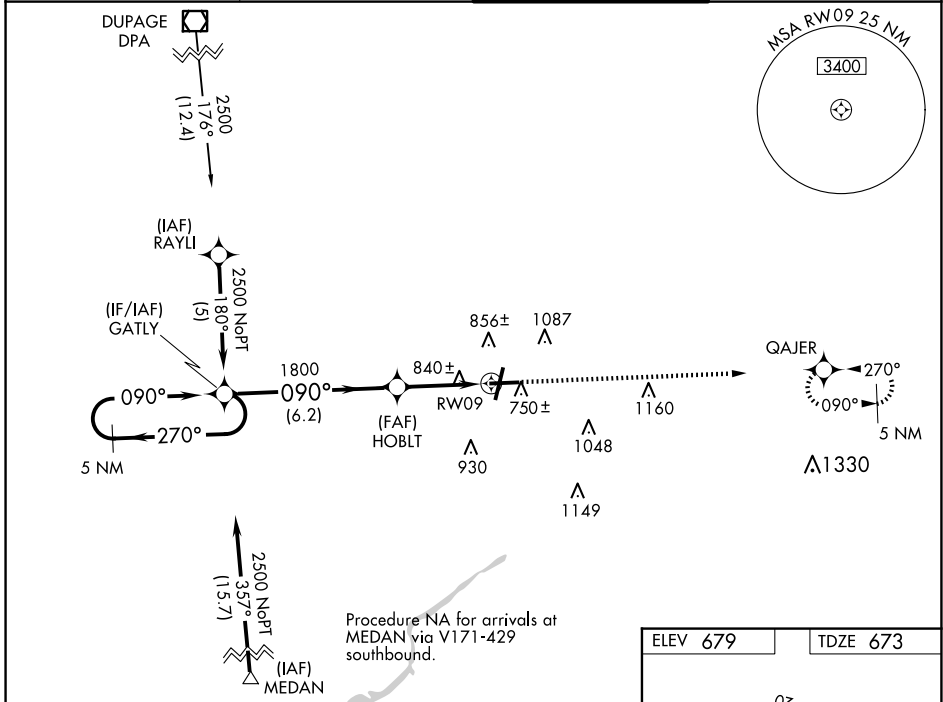 DUPAGE
DPA
2500
176°
(12.4)
MSA RW09 25 NM
3400
(IAF)
RAYLI
2500 NoPT
180°
(5)
(IF/IAF)
GATLY
1800
090°
(6.2)
090°
270°
5 NM
(FAF)
HOBLT
840±
856±
1087
RW09
750±
1160
930
1048
1149
QAJER
270°
090°
5 NM
1330
2500 NoPT
357°
(15.7)
(IAF)
MEDAN
Procedure NA for arrivals at
MEDAN via V171-429
southbound.
ELEV 679
TDZE 673